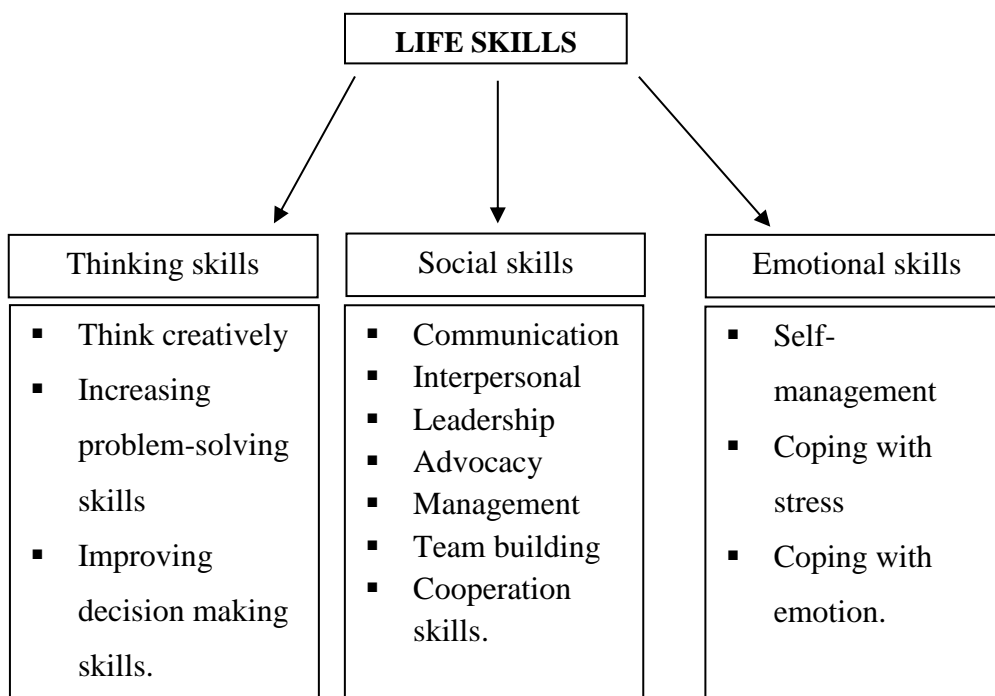 LIFE SKILLS
Thinking skills
▪ Think creatively
▪ Increasing
problem-solving
skills
▪ Improving
decision making
skills.
Social skills
▪ Communication
▪ Interpersonal
▪ Leadership
▪ Advocacy
▪ Management
▪ Team building
▪ Cooperation
skills.
Emotional skills
▪ Self-
management
▪ Coping with
stress
▪ Coping with
emotion.